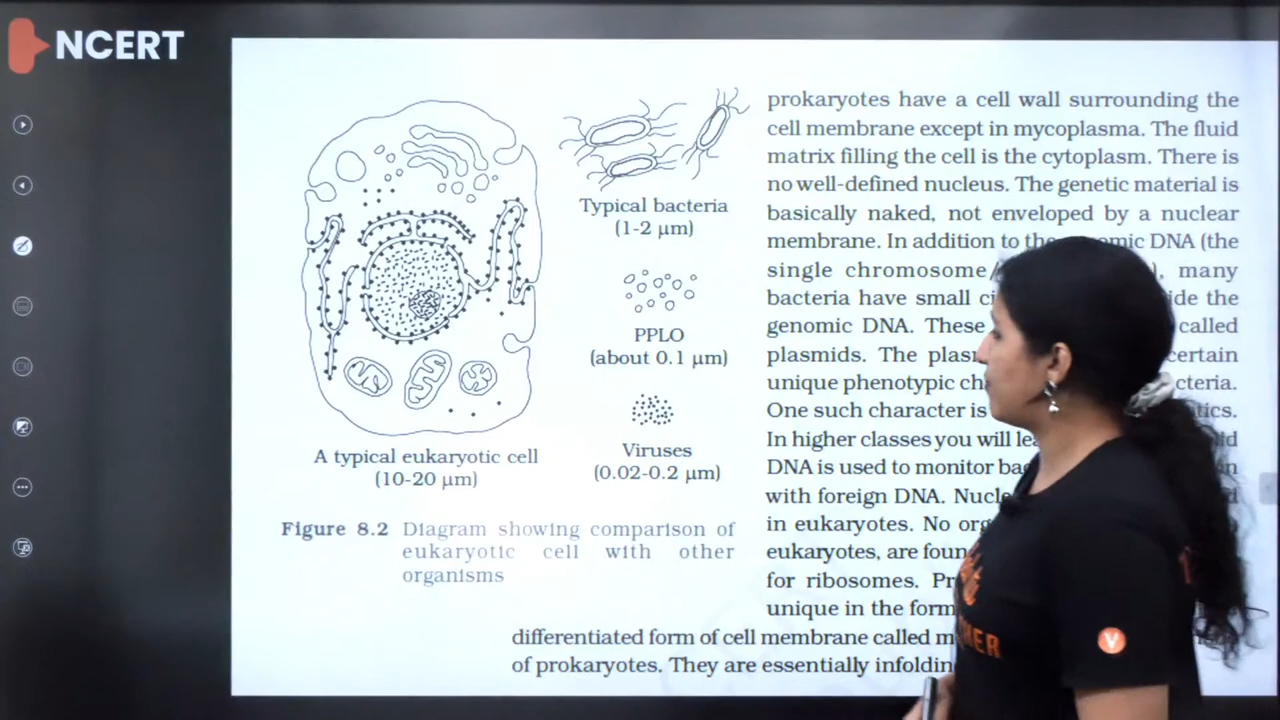 NCERT
prokaryotes have a cell wall surrounding the
cell membrane except in mycoplasma. The fluid
matrix filling the cell is the cytoplasm. There is
no well-defined nucleus. The genetic material is
basically naked, not enveloped by a nuclear
membrane. In addition to the DNA (the
single chromosome/ many
bacteria have small the
genomic DNA. These called
plasmids. The certain
unique phenotypic
One such character is
In higher classes you will
DNA is used to monitor
with foreign DNA.
in eukaryotes. No
eukaryotes, are
for ribosomes.
unique in the
differentiated form of cell membrane called
of prokaryotes. They are essentially
Typical bacteria
(1-2 µm)
PPLO
(about 0.1 µm)
Viruses
(0.02-0.2 µm)
A typical eukaryotic cell
(10-20 µm)
Figure 8.2 Diagram showing comparison of
eukaryotic cell with other
organisms
V